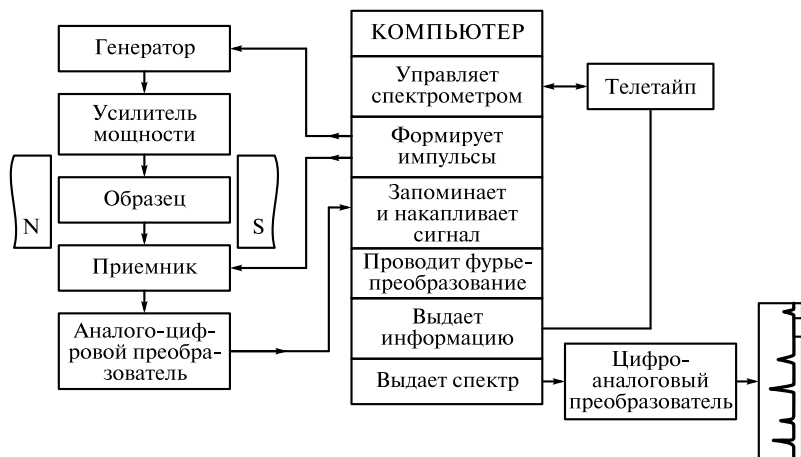 Генератор
Усилитель
мощности
N
Образец
S
Приемник
Аналого-циф-
ровой преобра-
зователь
КОМПЬЮТЕР
Управляет
спектрометром
Формирует
импульсы
Запоминает
и накапливает
сигнал
Проводит фурье-
преобразование
Выдает
информацию
Выдает спектр
Телетайп
Цифро-
аналоговый
преобразователь